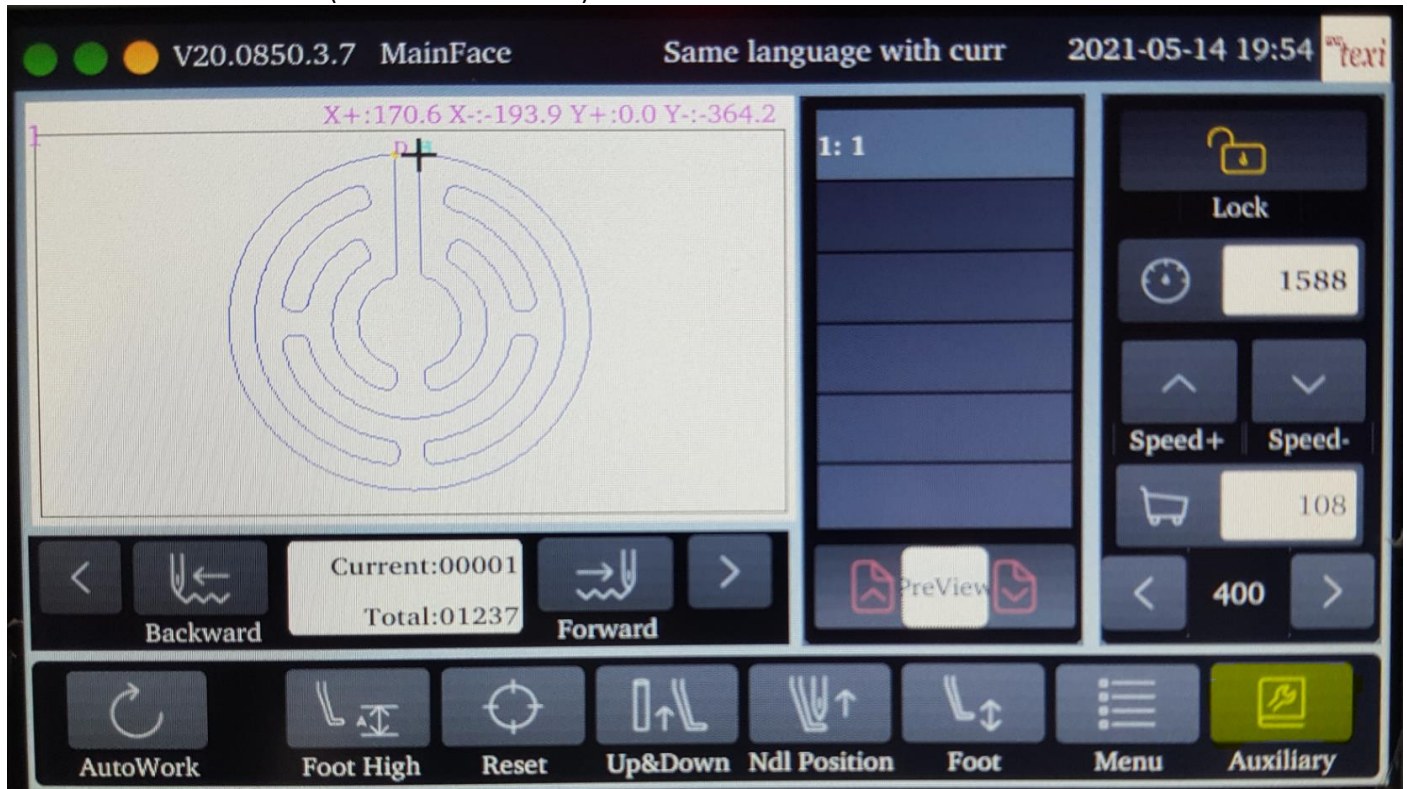 V20.0850.3.7 MainFace Same language with curr 2021-05-14 19:54 texi
X+:170.6 X-:-193.9 Y+:0.0 Y-:-364.2
1
D
1: 1
Lock
1588
Speed+ Speed-
108
400
Current:00001
Total:01237
Backward
Forward
PreView
AutoWork Foot High Reset Up&Down Ndl Position Foot Menu Auxiliary